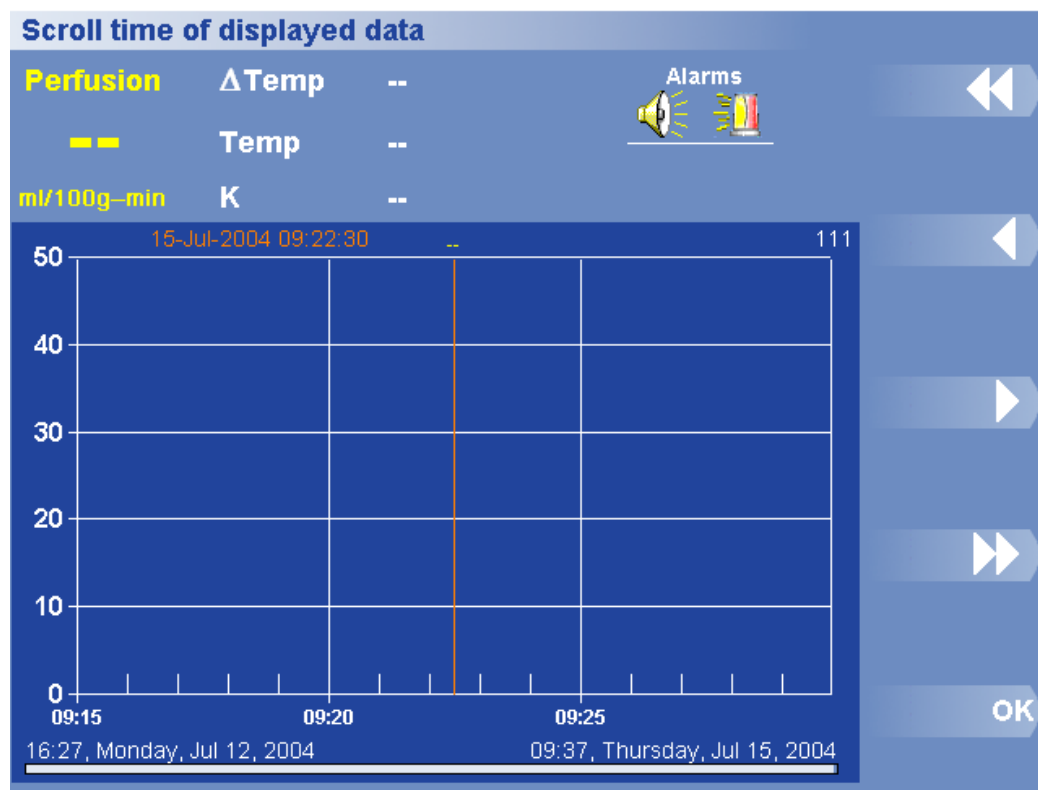 Scroll time of displayed data
Perfusion ΔTemp -- Alarms
-- Temp --
ml/100g–min K --
15-Jul-2004 09:22:30 -- 111
50
40
30
20
10
0
09:15 09:20 09:25
16:27, Monday, Jul 12, 2004 09:37, Thursday, Jul 15, 2004
OK